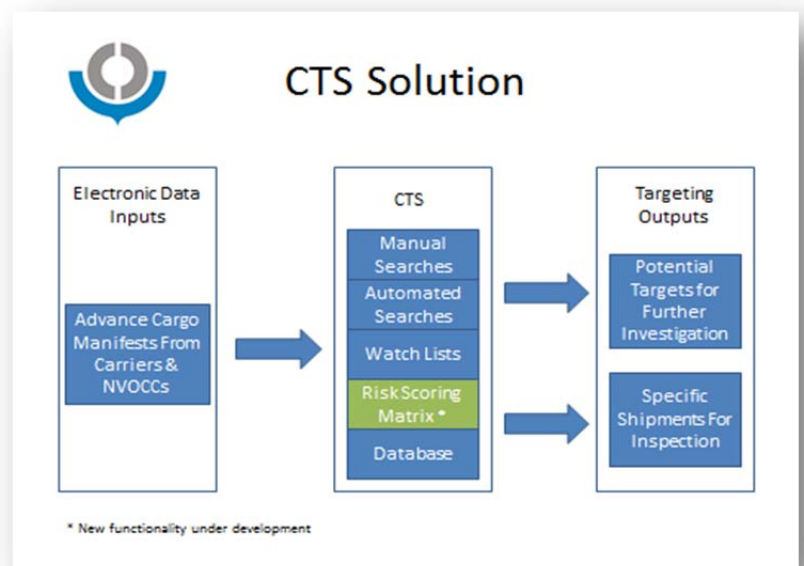 CTS Solution
Electronic Data
Inputs
Advance Cargo
Manifests From
Carriers &
NVOCCs
CTS
Manual
Searches
Automated
Searches
Watch Lists
Risk Scoring
Matrix *
Database
Targeting
Outputs
Potential
Targets for
Further
Investigation
Specific
Shipments For
Inspection
* New functionality under development